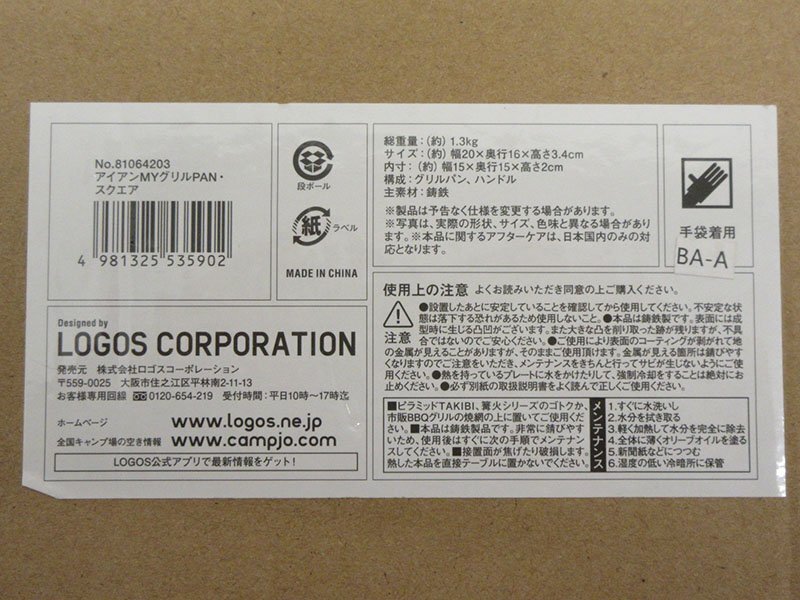 No.81064203
アイアンMYグリルPAN・
スクエア
4 981325 535902
段ボール
紙 ラベル
MADE IN CHINA
総重量：(約) 1.3kg
サイズ：(約) 幅20×奥行16×高さ3.4cm
内寸：(約) 幅15×奥行15×高さ2cm
構成：グリルパン、ハンドル
主素材：鋳鉄
※製品は予告なく仕様を変更する場合があります。
※写真は、実際の形状、サイズ、色味と異なる場合があり
ます。※本品に関するアフターケアは、日本国内のみの対
応となります。
手袋着用
BA-A
Designed by
LOGOS CORPORATION
発売元 株式会社ロゴスコーポレーション
〒559-0025 大阪市住之江区平林南2-11-13
お客様専用回線 0120-654-219 受付時間：平日10時〜17時迄
ホームページ www.logos.ne.jp
全国キャンプ場の空き情報 www.campjo.com
LOGOS公式アプリで最新情報をゲット！
使用上の注意 よくお読みいただき同意の上ご購入ください。
注意
●設置したあとに安定していることを確認してから使用してください。不安定な状
態は落下する恐れがあるため使用しないこと。●本品は鋳鉄製です。表面には成
型時に生じる凸凹がございます。また大きな凸を削り取った跡が残りますが、不具
合ではないのでご安心ください。●ご使用により表面のコーティングが剥がれて地
の金属が見えることがありますが、そのままご使用頂けます。金属が見える箇所は錆びやす
くなりますのでご注意をいただき、メンテナンスをきちんと行ってサビが生じないようにご使
用ください。●熱を持っているプレートに水をかけたりして、強制冷却をすることは絶対にお
止めください。●必ず別紙の取扱説明書をよく読んで正しくご使用ください。
■ピラミッドTAKIBI、篝火シリーズのゴトクか、
市販BBQグリルの焼網の上に置いてご使用くだ
さい。■本品は鋳鉄製品です。非常に錆びやす
いため、使用後はすぐに次の手順でメンテナン
スしてください。■接置面が焦げたり破損します。
熱した本品を直接テーブルに置かないでください。
メンテナンス
1.すぐに水洗いし
2.水分を拭き取る
3.軽く加熱して水分を完全に除去
4.全体に薄くオリーブオイルを塗る
5.新聞紙などにつつむ
6.湿度の低い冷暗所に保管